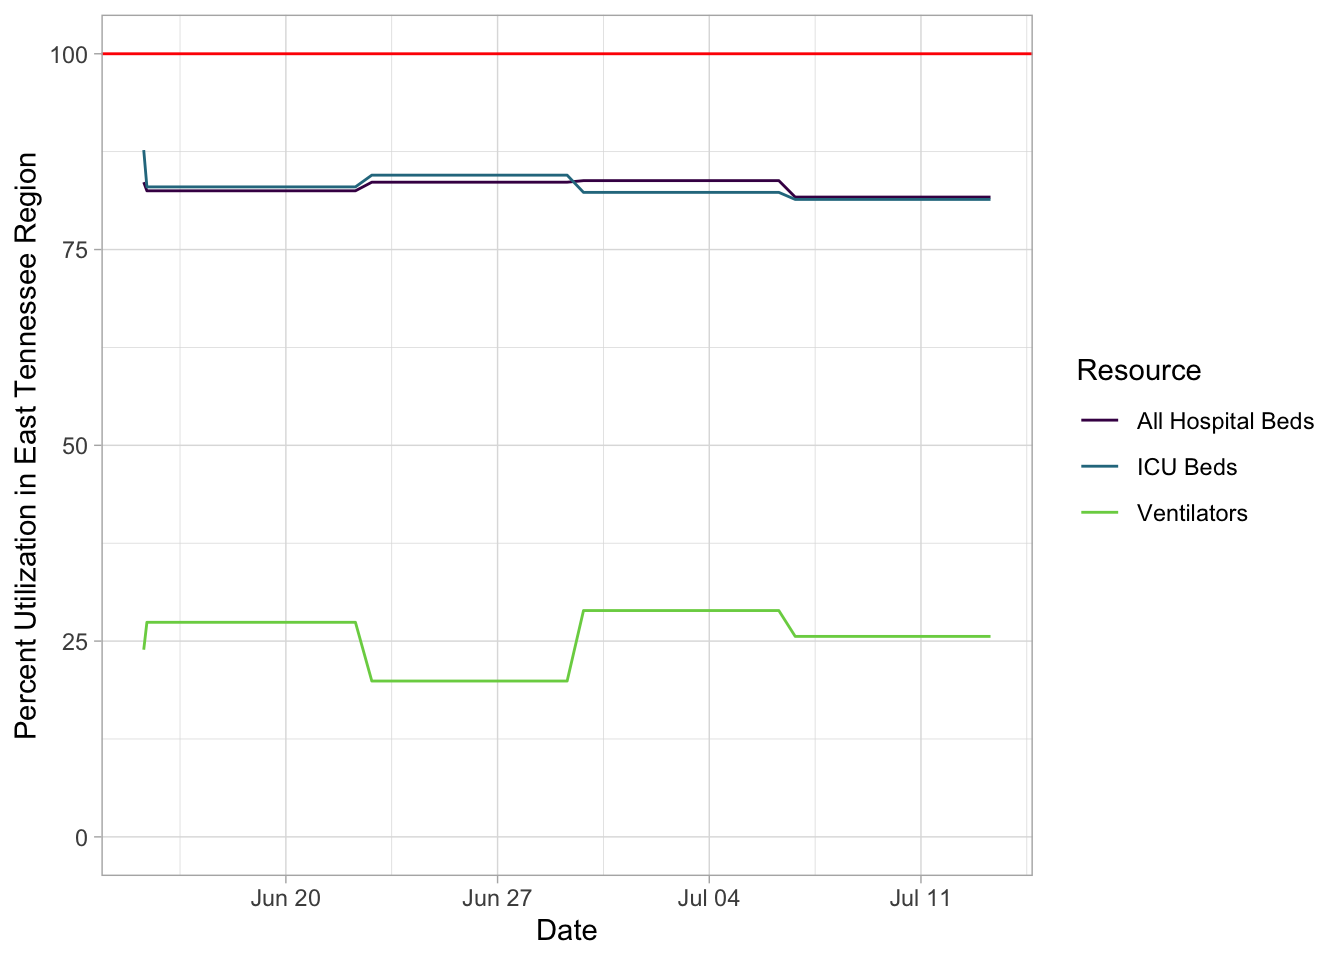 Percent Utilization in East Tennessee Region
100
75
50
25
0
Jun 20
Jun 27
Jul 04
Jul 11
Date
Resource
All Hospital Beds
ICU Beds
Ventilators